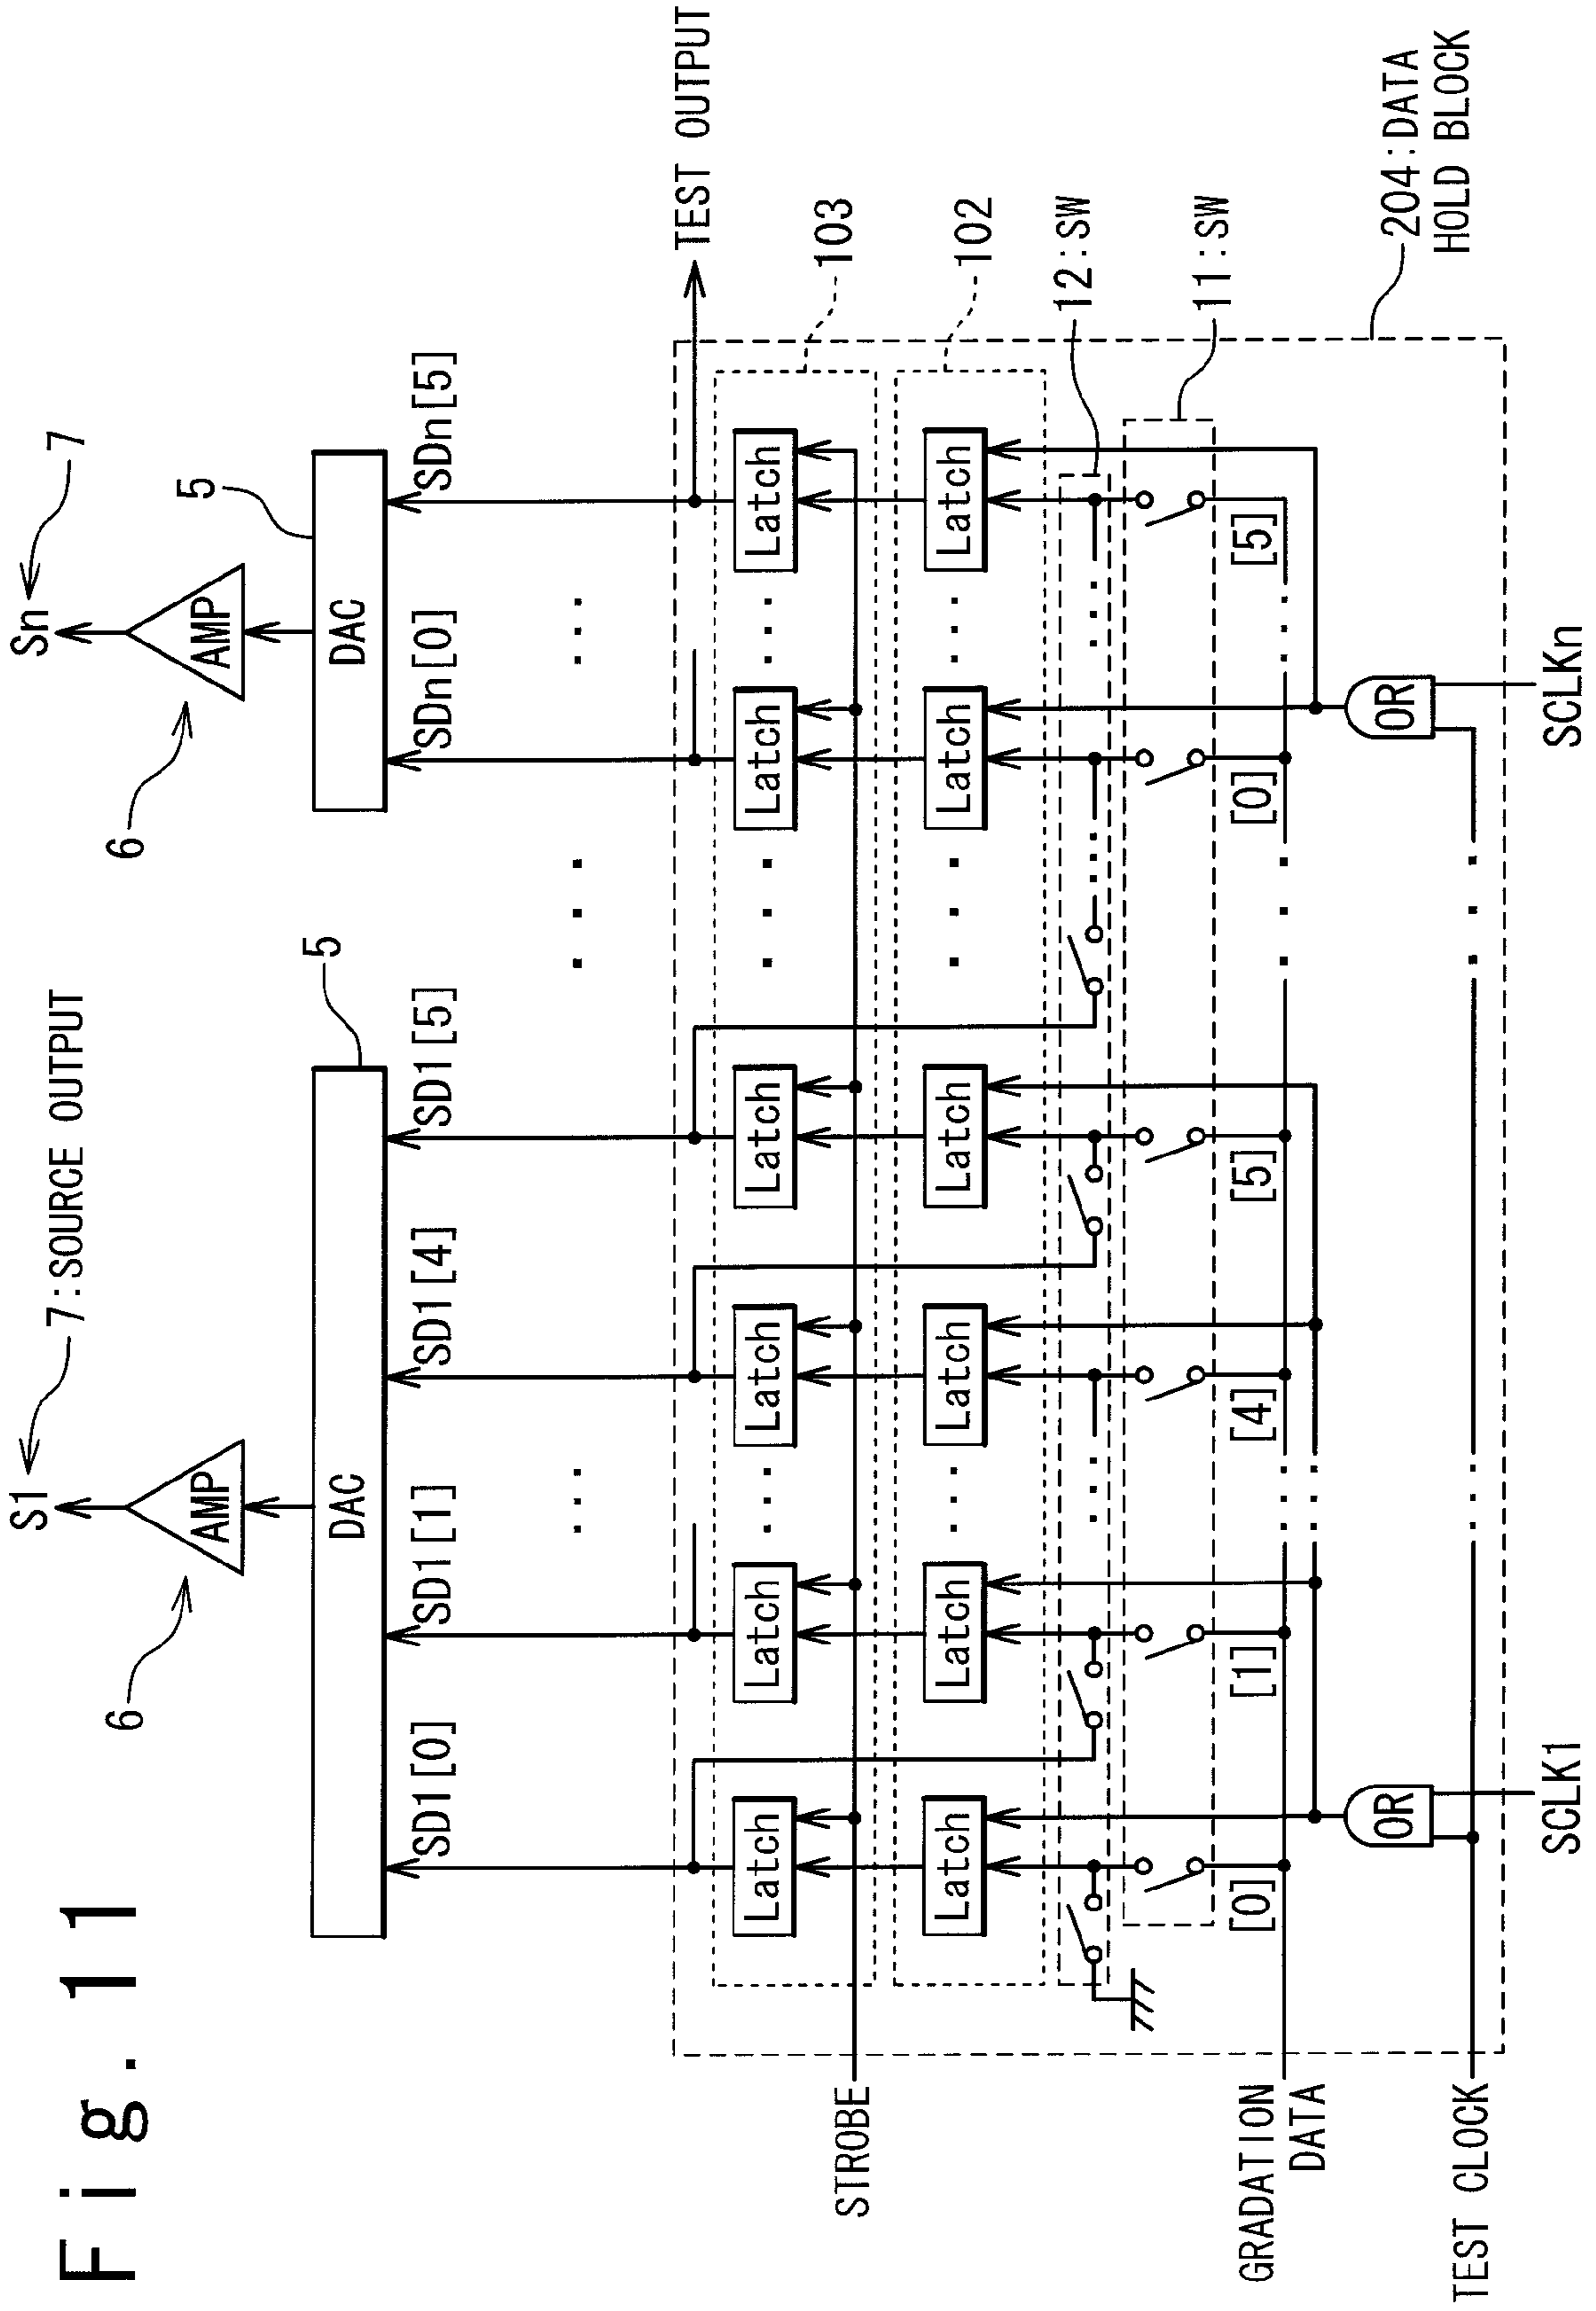 Fig. 11
S1
7:SOURCE OUTPUT
Sn
7
6
AMP
6
AMP
5
5
DAC
DAC
SD1[0]
SD1[1]
SD1[4]
SD1[5]
SDn[0]
SDn[5]
TEST OUTPUT
Latch
Latch
...
Latch
Latch
...
Latch
...
Latch
103
STROBE
Latch
Latch
...
Latch
Latch
...
Latch
...
Latch
102
12:SW
11:SW
[0]
[1]
[4]
[5]
[0]
[5]
GRADATION
DATA
204:DATA
HOLD BLOCK
OR
OR
TEST CLOCK
SCLK1
SCLKn